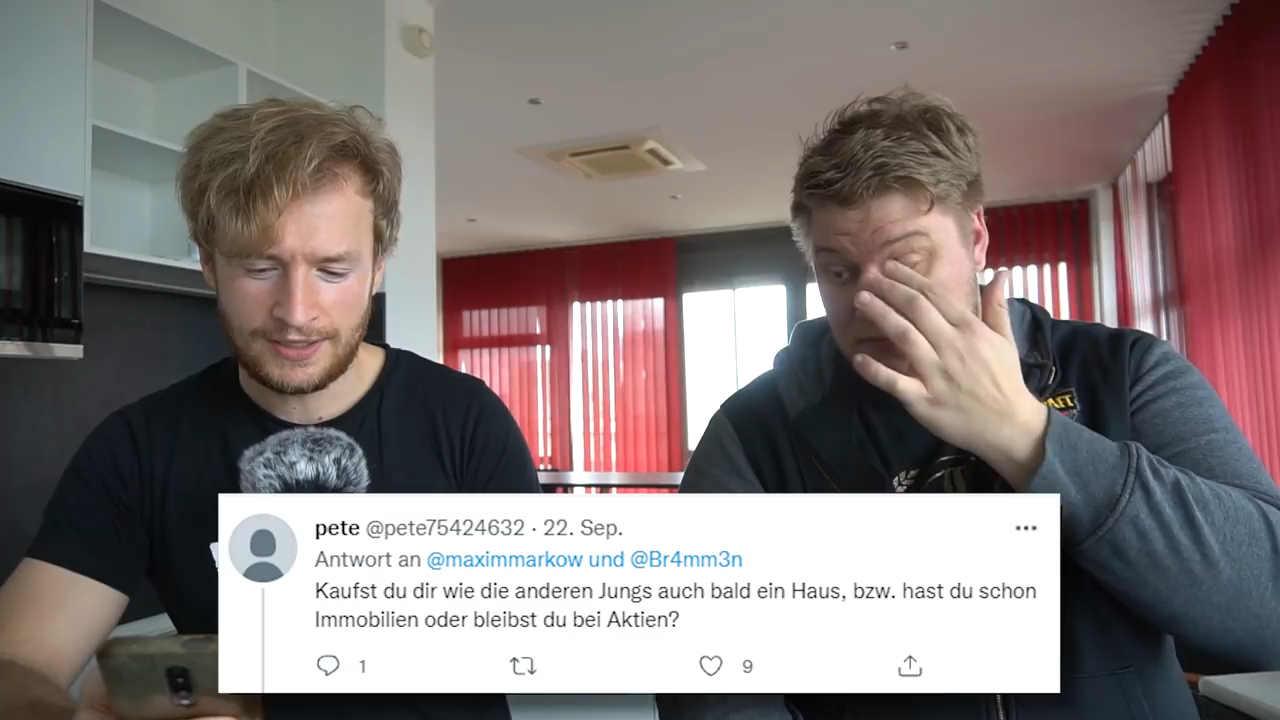 pete @pete75424632 · 22. Sep.
Antwort an @maximmarkow und @Br4mm3n
Kaufst du dir wie die anderen Jungs auch bald ein Haus, bzw. hast du schon
Immobilien oder bleibst du bei Aktien?
1 9